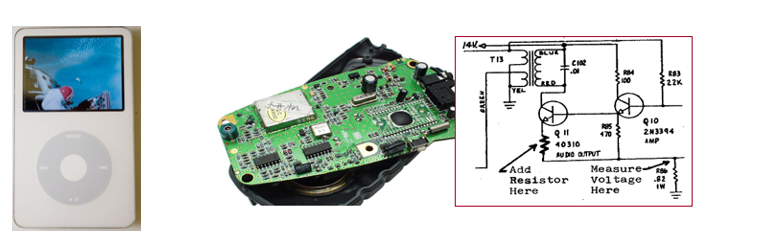 14V
T13
BLUE
C102
.01
RED
YEL
GREEN
R84
100
R83
22K
Q11
40310
AUDIO OUTPUT
R85
470
Q10
2N3394
AMP
Add
Resistor
Here
Measure
Voltage
Here
R86
.82
1W